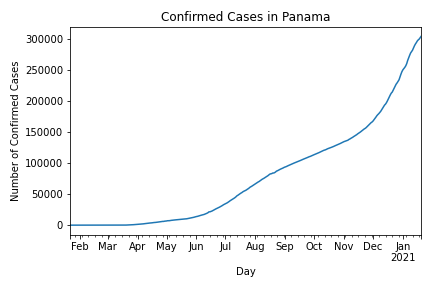 Confirmed Cases in Panama
Number of Confirmed Cases
300000
250000
200000
150000
100000
50000
0
Feb Mar Apr May Jun Jul Aug Sep Oct Nov Dec Jan
2021
Day